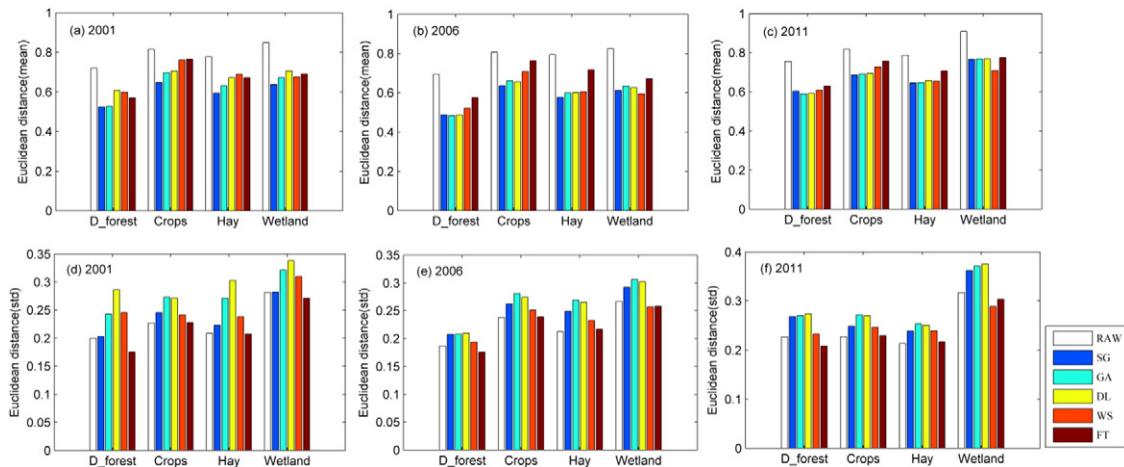 (a) 2001
Euclidean distance(mean)
1
0.8
0.6
0.4
0.2
0
D_forest Crops Hay Wetland
(b) 2006
Euclidean distance(mean)
1
0.8
0.6
0.4
0.2
0
D_forest Crops Hay Wetland
(c) 2011
Euclidean distance(mean)
1
0.8
0.6
0.4
0.2
0
D_forest Crops Hay Wetland
(d) 2001
Euclidean distance(std)
0.35
0.3
0.25
0.2
0.15
0.1
0.05
0
D_forest Crops Hay Wetland
(e) 2006
Euclidean distance(std)
0.35
0.3
0.25
0.2
0.15
0.1
0.05
0
D_forest Crops Hay Wetland
(f) 2011
Euclidean distance(std)
0.4
0.3
0.2
0.1
0
D_forest Crops Hay Wetland
RAW
SG
GA
DL
WS
FT